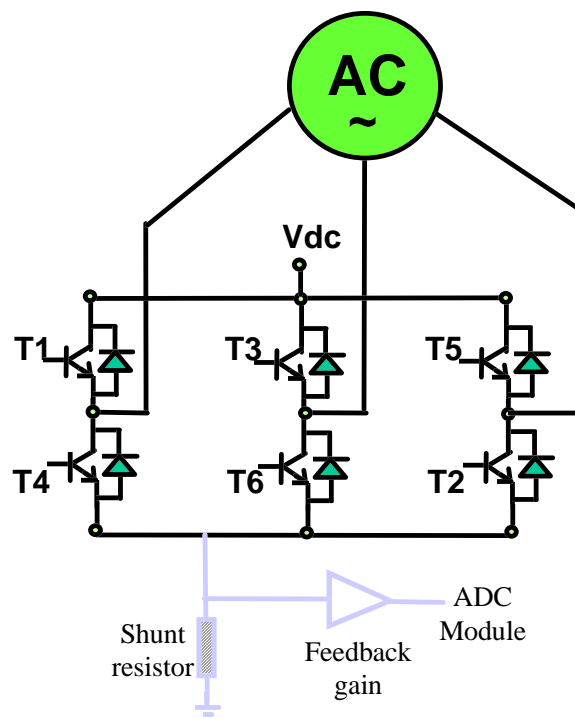 AC
~
Vdc
T1
T3
T5
T4
T6
T2
Shunt
resistor
Feedback
gain
ADC
Module